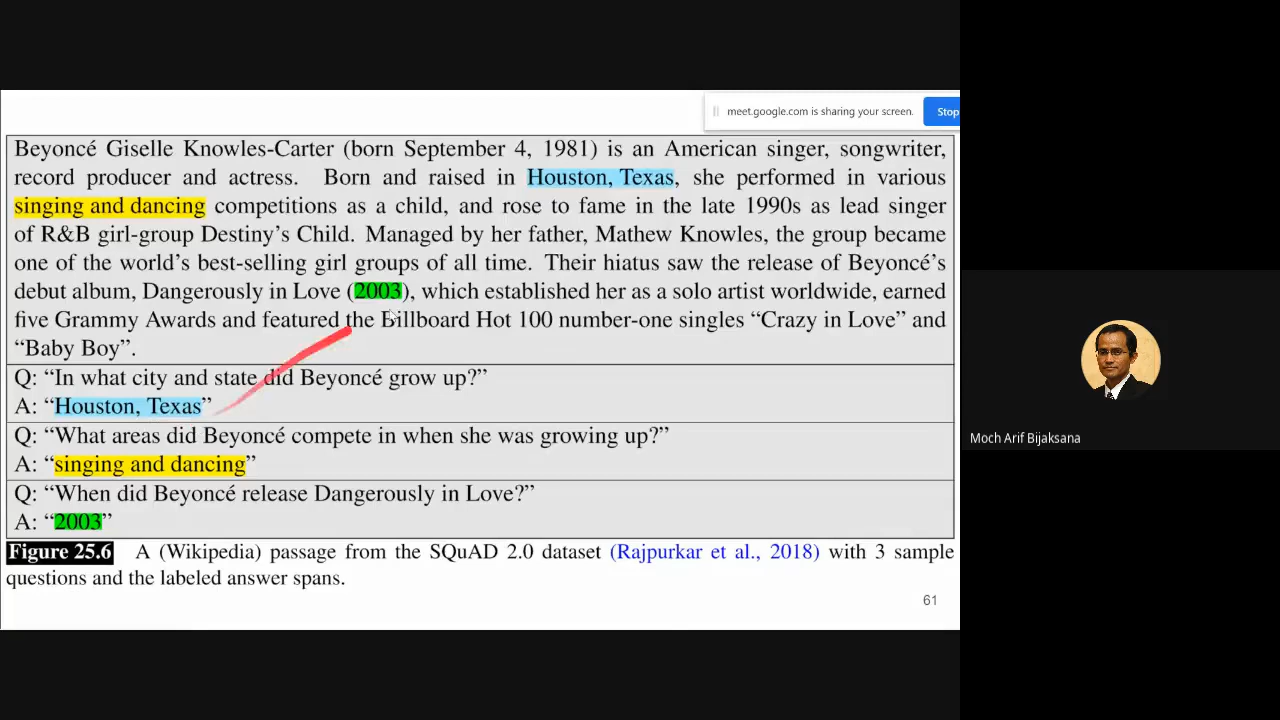 meet.google.com is sharing your screen.
Stop
Beyoncé Giselle Knowles-Carter (born September 4, 1981) is an American singer, songwriter,
record producer and actress. Born and raised in Houston, Texas, she performed in various
singing and dancing competitions as a child, and rose to fame in the late 1990s as lead singer
of R&B girl-group Destiny's Child. Managed by her father, Mathew Knowles, the group became
one of the world's best-selling girl groups of all time. Their hiatus saw the release of Beyoncé's
debut album, Dangerously in Love (2003), which established her as a solo artist worldwide, earned
five Grammy Awards and featured the Billboard Hot 100 number-one singles “Crazy in Love” and
“Baby Boy”.
Q: “In what city and state did Beyoncé grow up?”
A: “Houston, Texas”
Q: “What areas did Beyoncé compete in when she was growing up?”
A: “singing and dancing”
Q: “When did Beyoncé release Dangerously in Love?”
A: “2003”
Figure 25.6 A (Wikipedia) passage from the SQuAD 2.0 dataset (Rajpurkar et al., 2018) with 3 sample
questions and the labeled answer spans.
61
Moch Arif Bijaksana